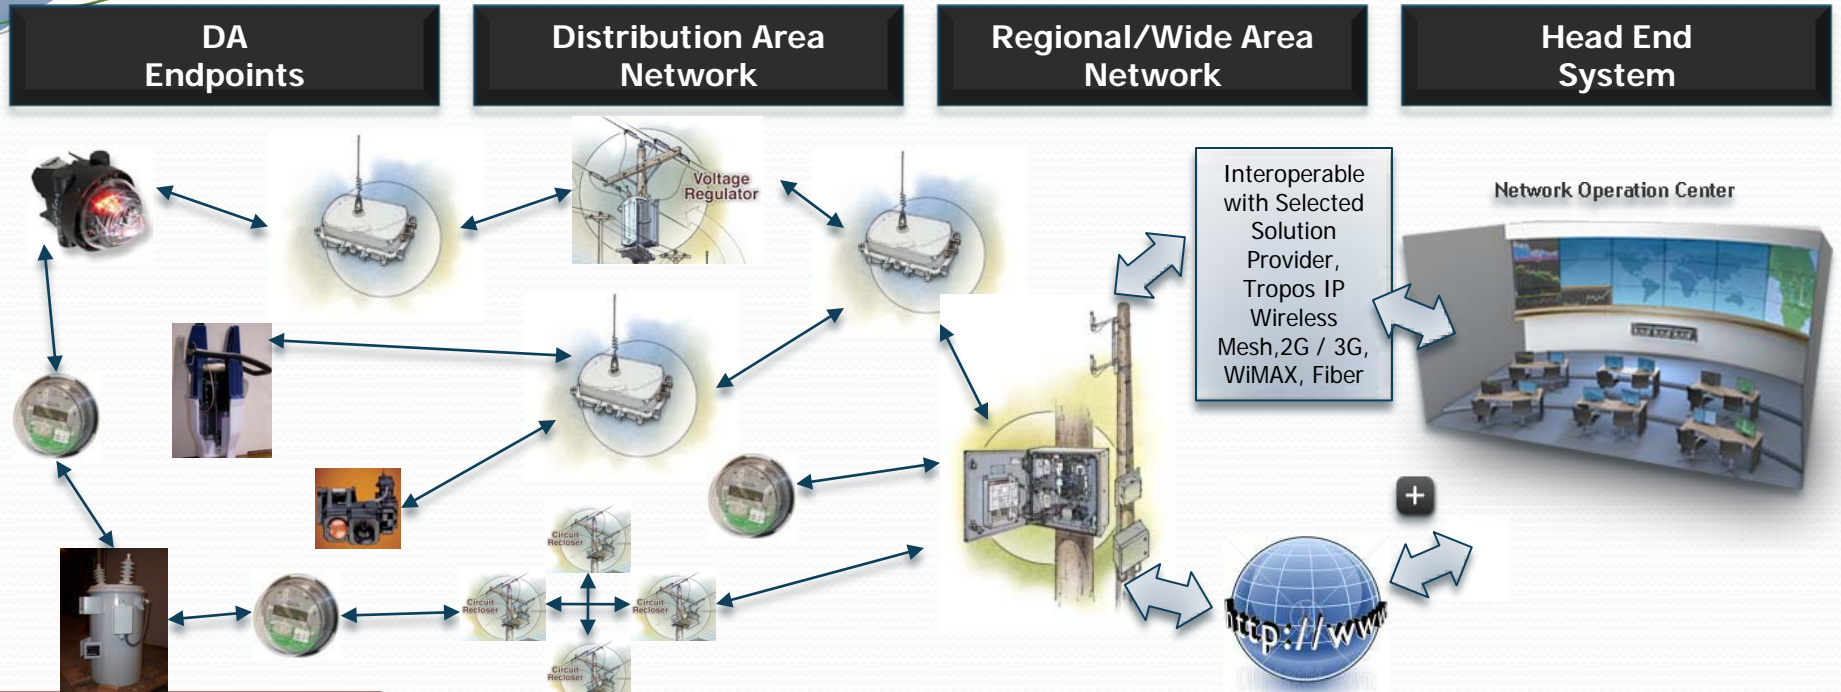 DA
Endpoints
Distribution Area
Network
Regional/Wide Area
Network
Head End
System
Voltage
Regulator
Interoperable
with Selected
Solution
Provider,
Tropos IP
Wireless
Mesh,2G / 3G,
WiMAX, Fiber
Network Operation Center
Circuit
Recloser
Circuit
Recloser
Circuit
Recloser
Circuit
Recloser
+
http://www